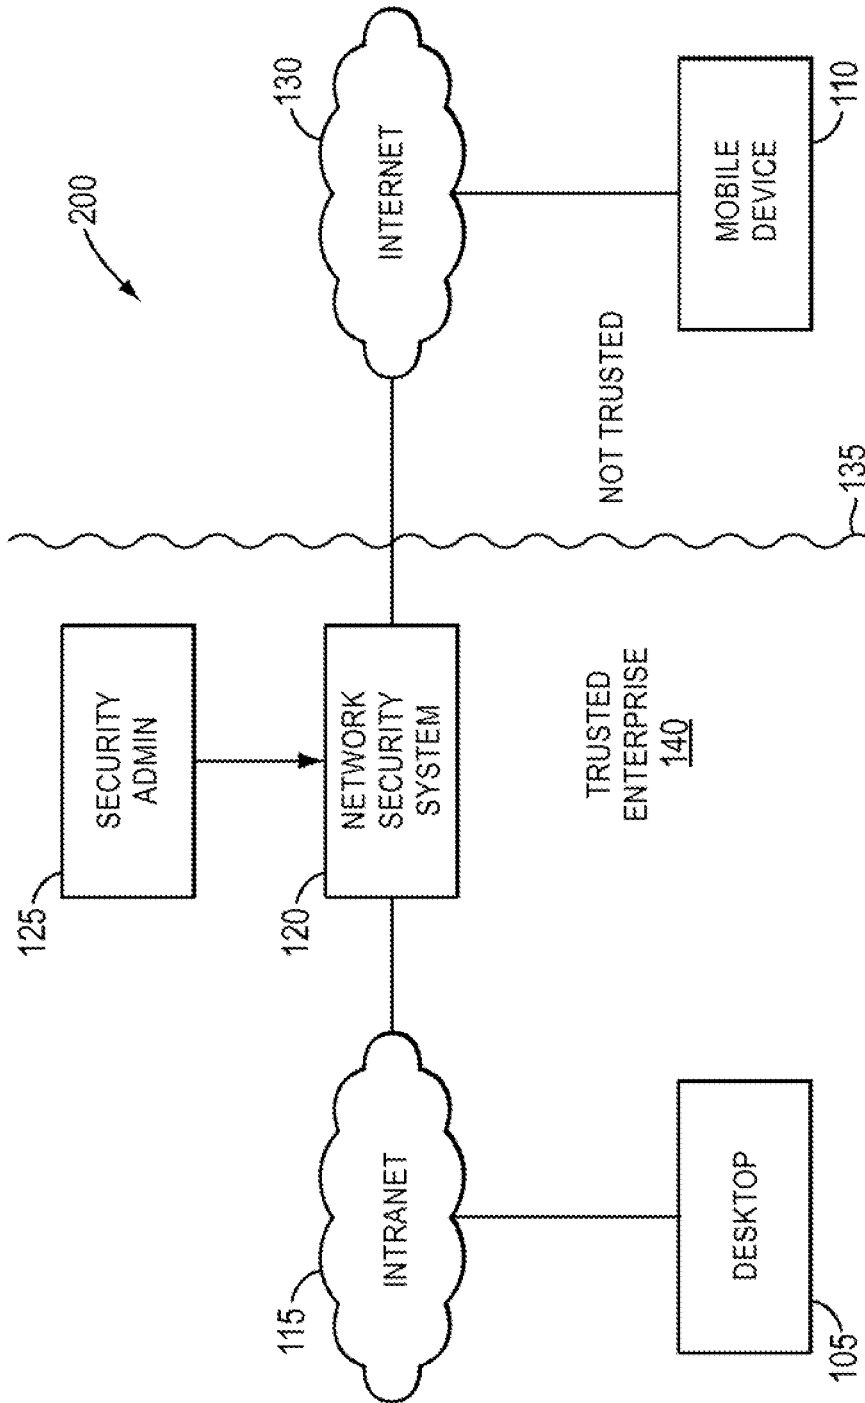 200
125
SECURITY
ADMIN
115
INTRANET
120
NETWORK
SECURITY
SYSTEM
130
INTERNET
TRUSTED
ENTERPRISE
140
NOT TRUSTED
105
DESKTOP
135
MOBILE
DEVICE
110